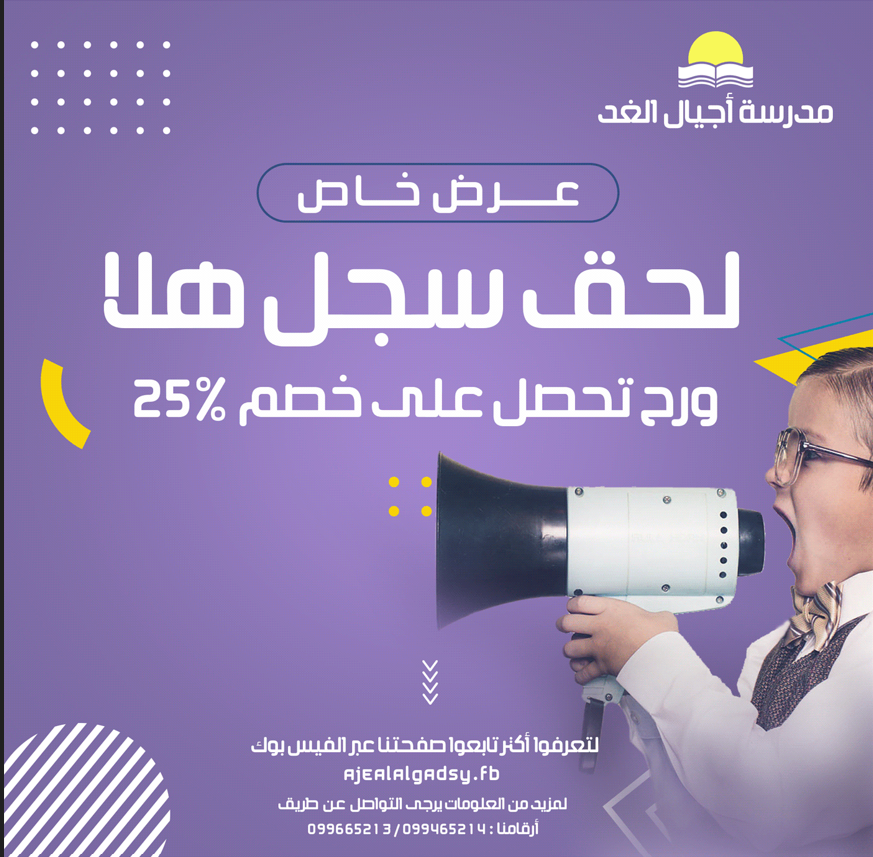 مدرسة أجيال الغد
عـــرض خـــاص
لحق سجل هلا!
ورح تحصل على خصم 25%
لتعرفوا أكثر تابعوا صفحتنا عبر الفيس بوك
AjEAlAlgAdsy.fb
لمزيد من العلومات يرجى التواصل عن طريق
أرقامنا : 099465214 / 099665213